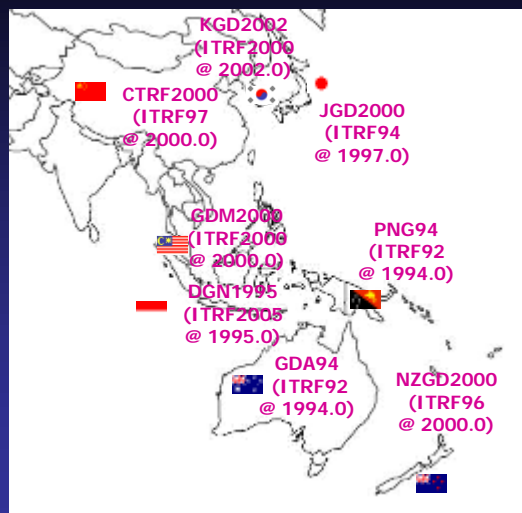 KGD2002
(ITRF2000
@ 2002.0)
CTRF2000
(ITRF97
@ 2000.0)
JGD2000
(ITRF94
@ 1997.0)
GDM2000
(ITRF2000
@ 2000.0)
PNG94
(ITRF92
@ 1994.0)
DGN1995
(ITRF2005
@ 1995.0)
GDA94
(ITRF92
@ 1994.0)
NZGD2000
(ITRF96
@ 2000.0)